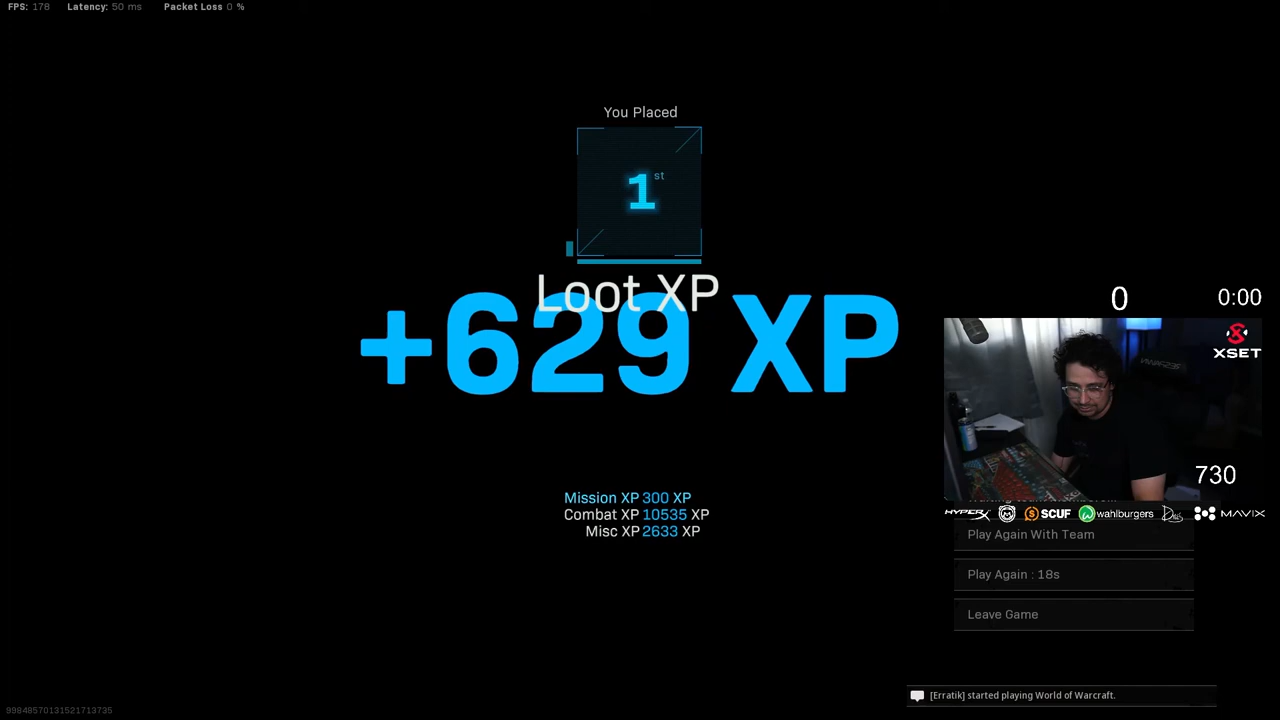 FPS: 178 Latency: 50 ms Packet Loss 0 %
You Placed
1st
Loot XP
+629 XP
Mission XP 300 XP
Combat XP 10535 XP
Misc XP 2633 XP
0 0:00
XSET
730
HYPERX SCUF wahlburgers MAVIX
Play Again With Team
Play Again : 18s
Leave Game
[Erratik] started playing World of Warcraft.
99848570131521713735